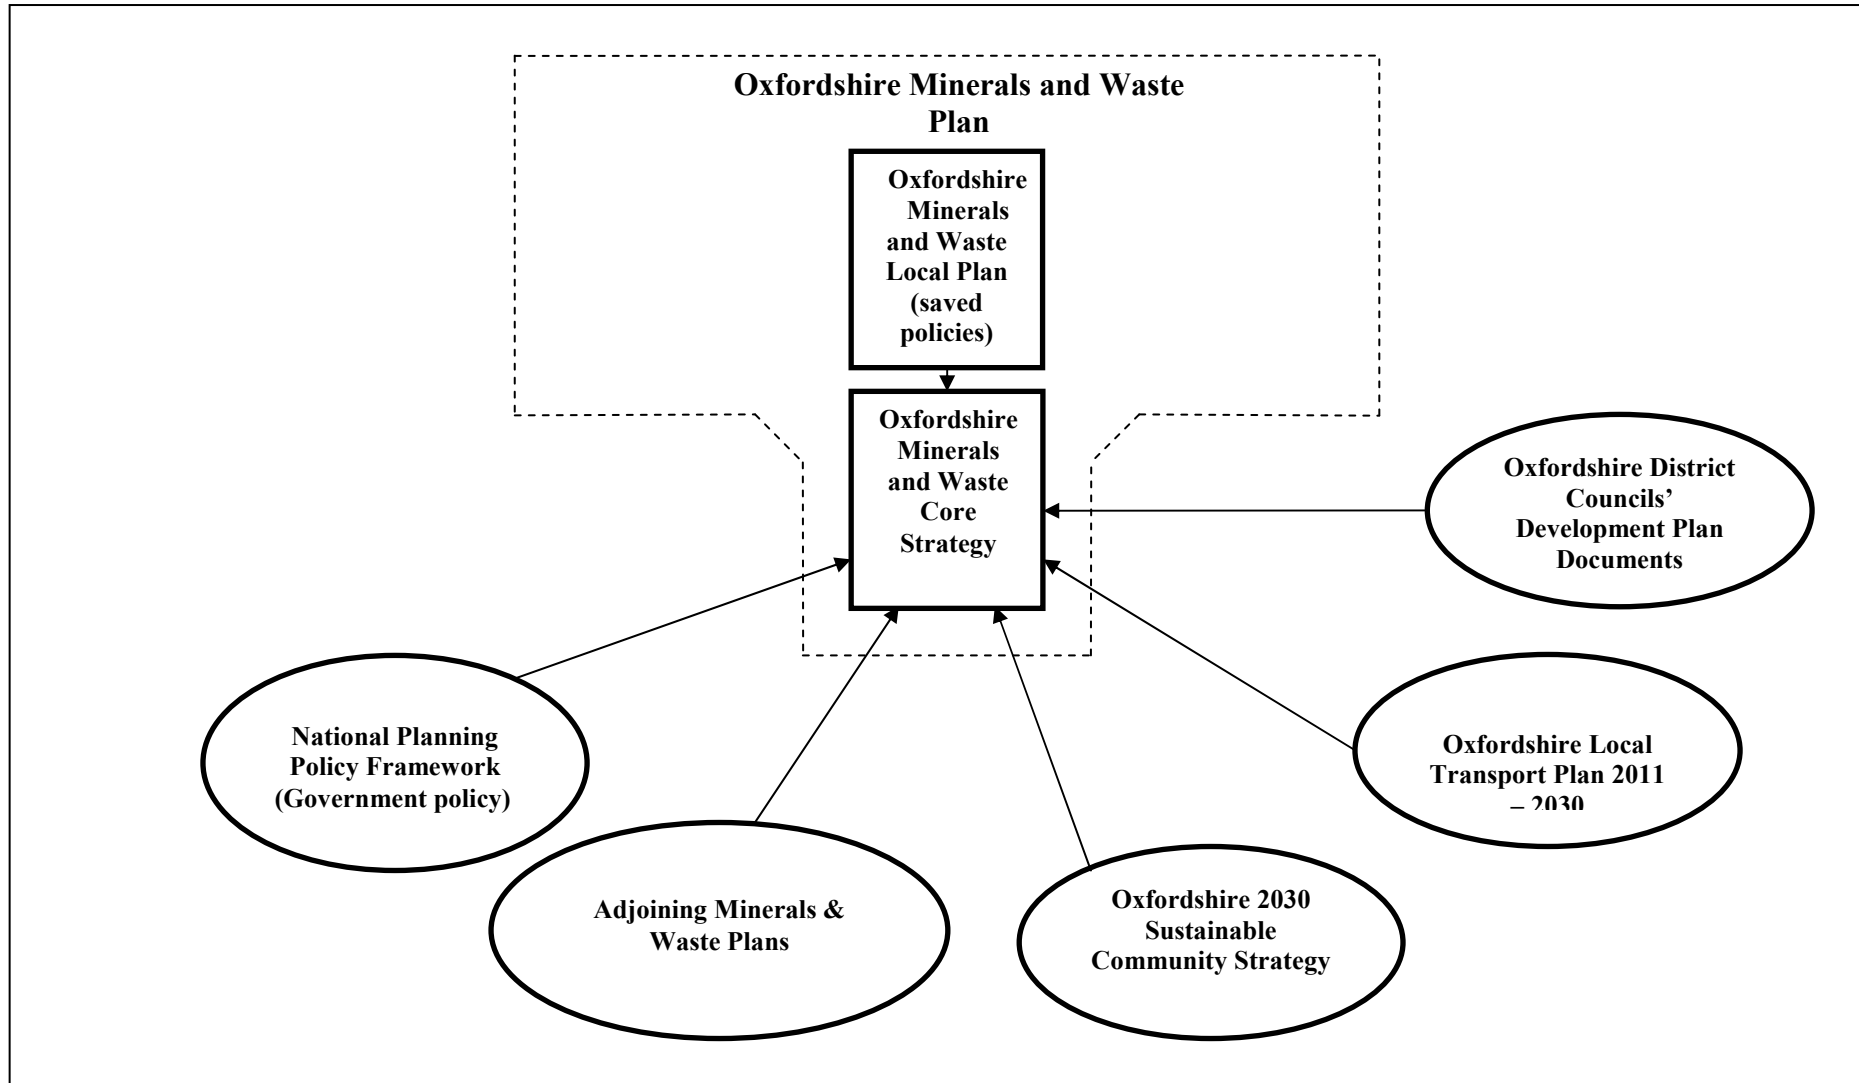 Oxfordshire Minerals and Waste
Plan
Oxfordshire
Minerals
and Waste
Local Plan
(saved
policies)
Oxfordshire
Minerals
and Waste
Core
Strategy
Oxfordshire District
Councils’
Development Plan
Documents
National Planning
Policy Framework
(Government policy)
Oxfordshire Local
Transport Plan 2011
– 2030
Adjoining Minerals &
Waste Plans
Oxfordshire 2030
Sustainable
Community Strategy